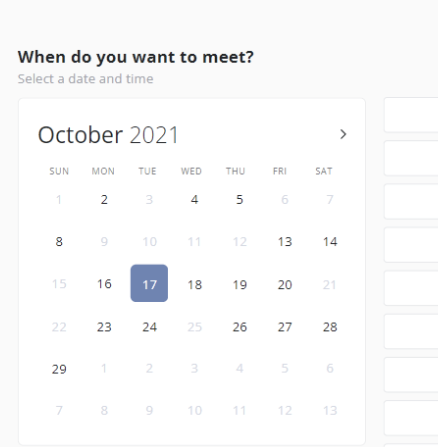 When do you want to meet?
Select a date and time
October 2021
SUN MON TUE WED THU FRI SAT
1 2 3 4 5 6 7
8 9 10 11 12 13 14
15 16 17 18 19 20 21
22 23 24 25 26 27 28
29 1 2 3 4 5 6
7 8 9 10 11 12 13